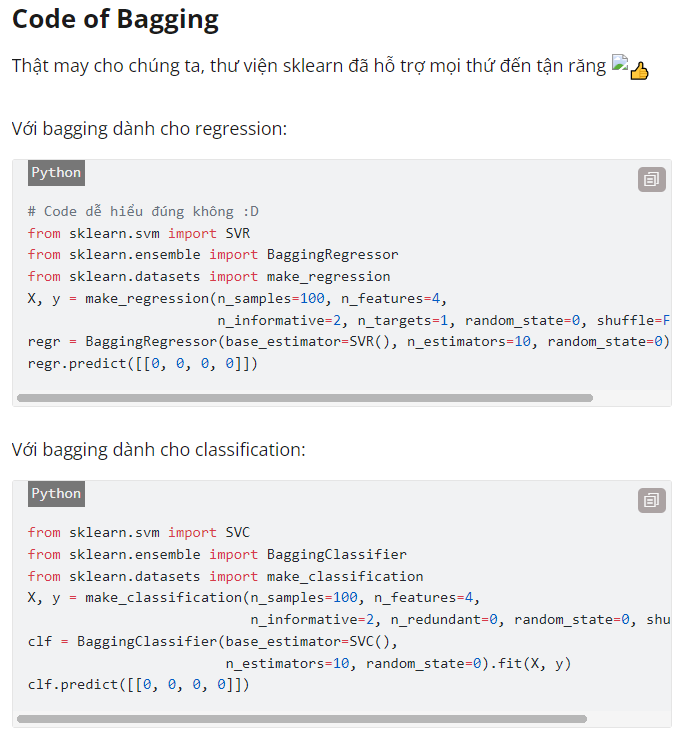 Code of Bagging
Thật may cho chúng ta, thư viện sklearn đã hỗ trợ mọi thứ đến tận răng 👍
Với bagging dành cho regression:
Python
# Code dễ hiểu đúng không :D
from sklearn.svm import SVR
from sklearn.ensemble import BaggingRegressor
from sklearn.datasets import make_regression
X, y = make_regression(n_samples=100, n_features=4,
                       n_informative=2, n_targets=1, random_state=0, shuffle=F
regr = BaggingRegressor(base_estimator=SVR(), n_estimators=10, random_state=0)
regr.predict([[0, 0, 0, 0]])
Với bagging dành cho classification:
Python
from sklearn.svm import SVC
from sklearn.ensemble import BaggingClassifier
from sklearn.datasets import make_classification
X, y = make_classification(n_samples=100, n_features=4,
                           n_informative=2, n_redundant=0, random_state=0, shu
clf = BaggingClassifier(base_estimator=SVC(),
                        n_estimators=10, random_state=0).fit(X, y)
clf.predict([[0, 0, 0, 0]])